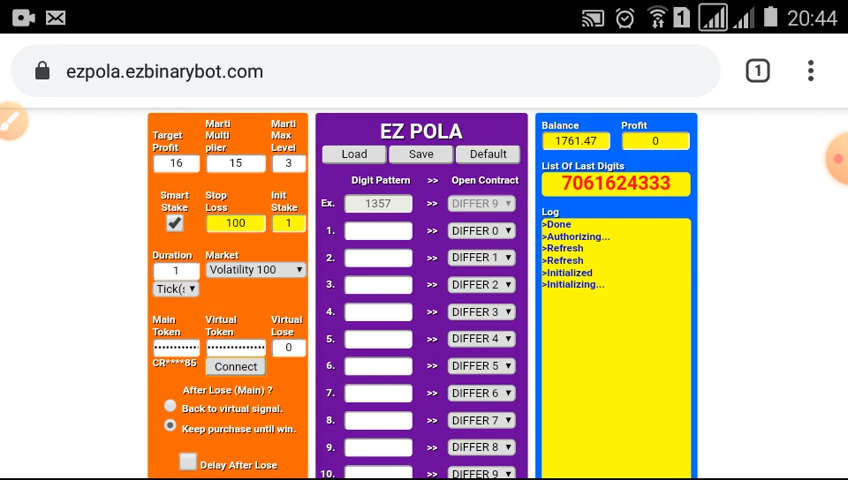 1
20:44
ezpola.ezbinarybot.com
1
Target Profit
Marti Multi plier
Marti Max Level
16
15
3
Smart Stake
Stop Loss
Init Stake
100
1
Duration
Market
1
Volatility 100
Tick(s
Main Token
Virtual Token
Virtual Lose
••••••••••••
•••••••••••••••
0
CR****85
Connect
After Lose (Main) ?
Back to virtual signal.
Keep purchase until win.
Delay After Lose
EZ POLA
Load
Save
Default
Digit Pattern >> Open Contract
Ex. 1357 >> DIFFER 9
1. >> DIFFER 0
2. >> DIFFER 1
3. >> DIFFER 2
4. >> DIFFER 3
5. >> DIFFER 4
6. >> DIFFER 5
7. >> DIFFER 6
8. >> DIFFER 7
9. >> DIFFER 8
10. >> DIFFER 9
Balance
Profit
1761.47
0
List Of Last Digits
7061624333
Log
>Done
>Authorizing...
>Refresh
>Refresh
>Initialized
>Initializing...